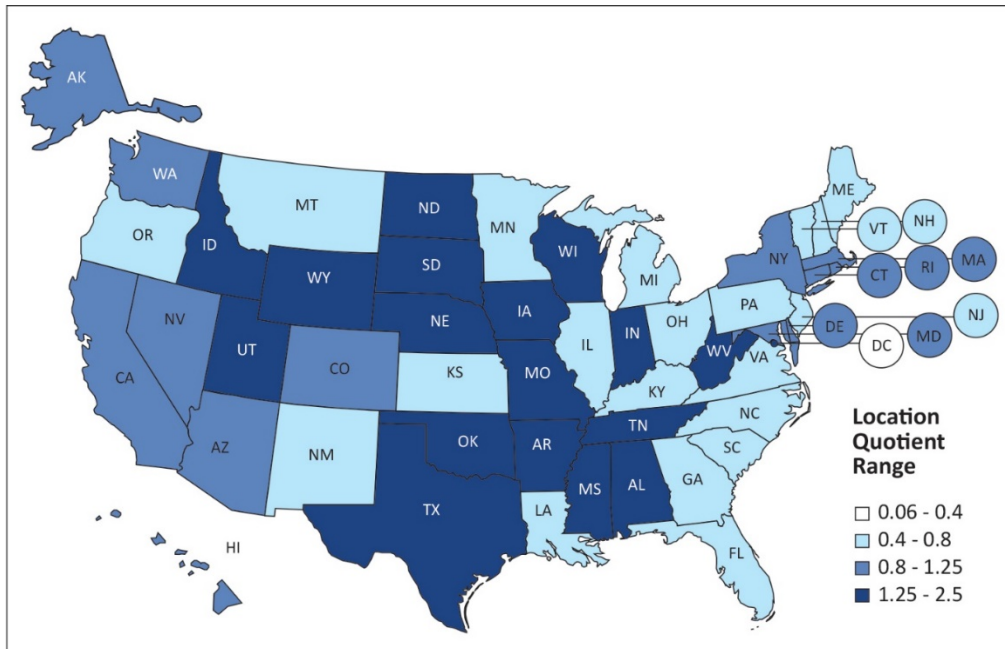 AK
WA
MT
ND
MN
ME
OR
ID
WY
SD
WI
MI
NY
VT
NH
CT
RI
MA
NV
UT
CO
NE
IA
IL
IN
OH
PA
NJ
DE
DC
MD
CA
KS
MO
KY
WV
VA
AZ
NM
OK
AR
TN
NC
SC
TX
LA
MS
AL
GA
FL
HI
Location
Quotient
Range
0.06 - 0.4
0.4 - 0.8
0.8 - 1.25
1.25 - 2.5